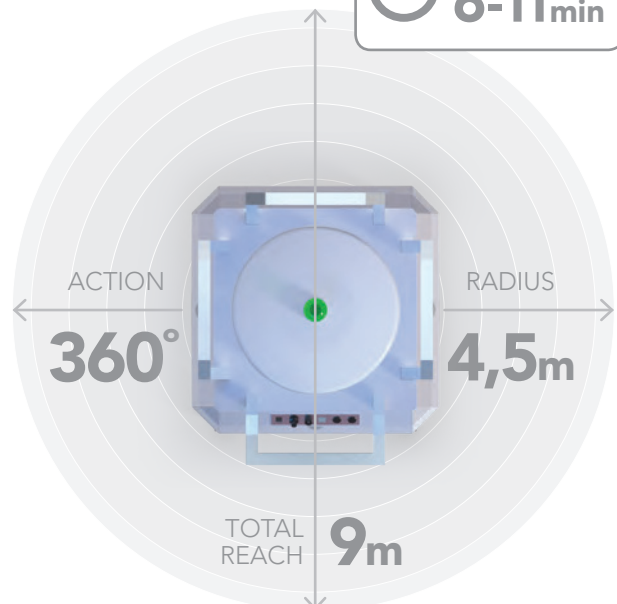 6-11min
ACTION
360°
RADIUS
4,5m
TOTAL
REACH
9m